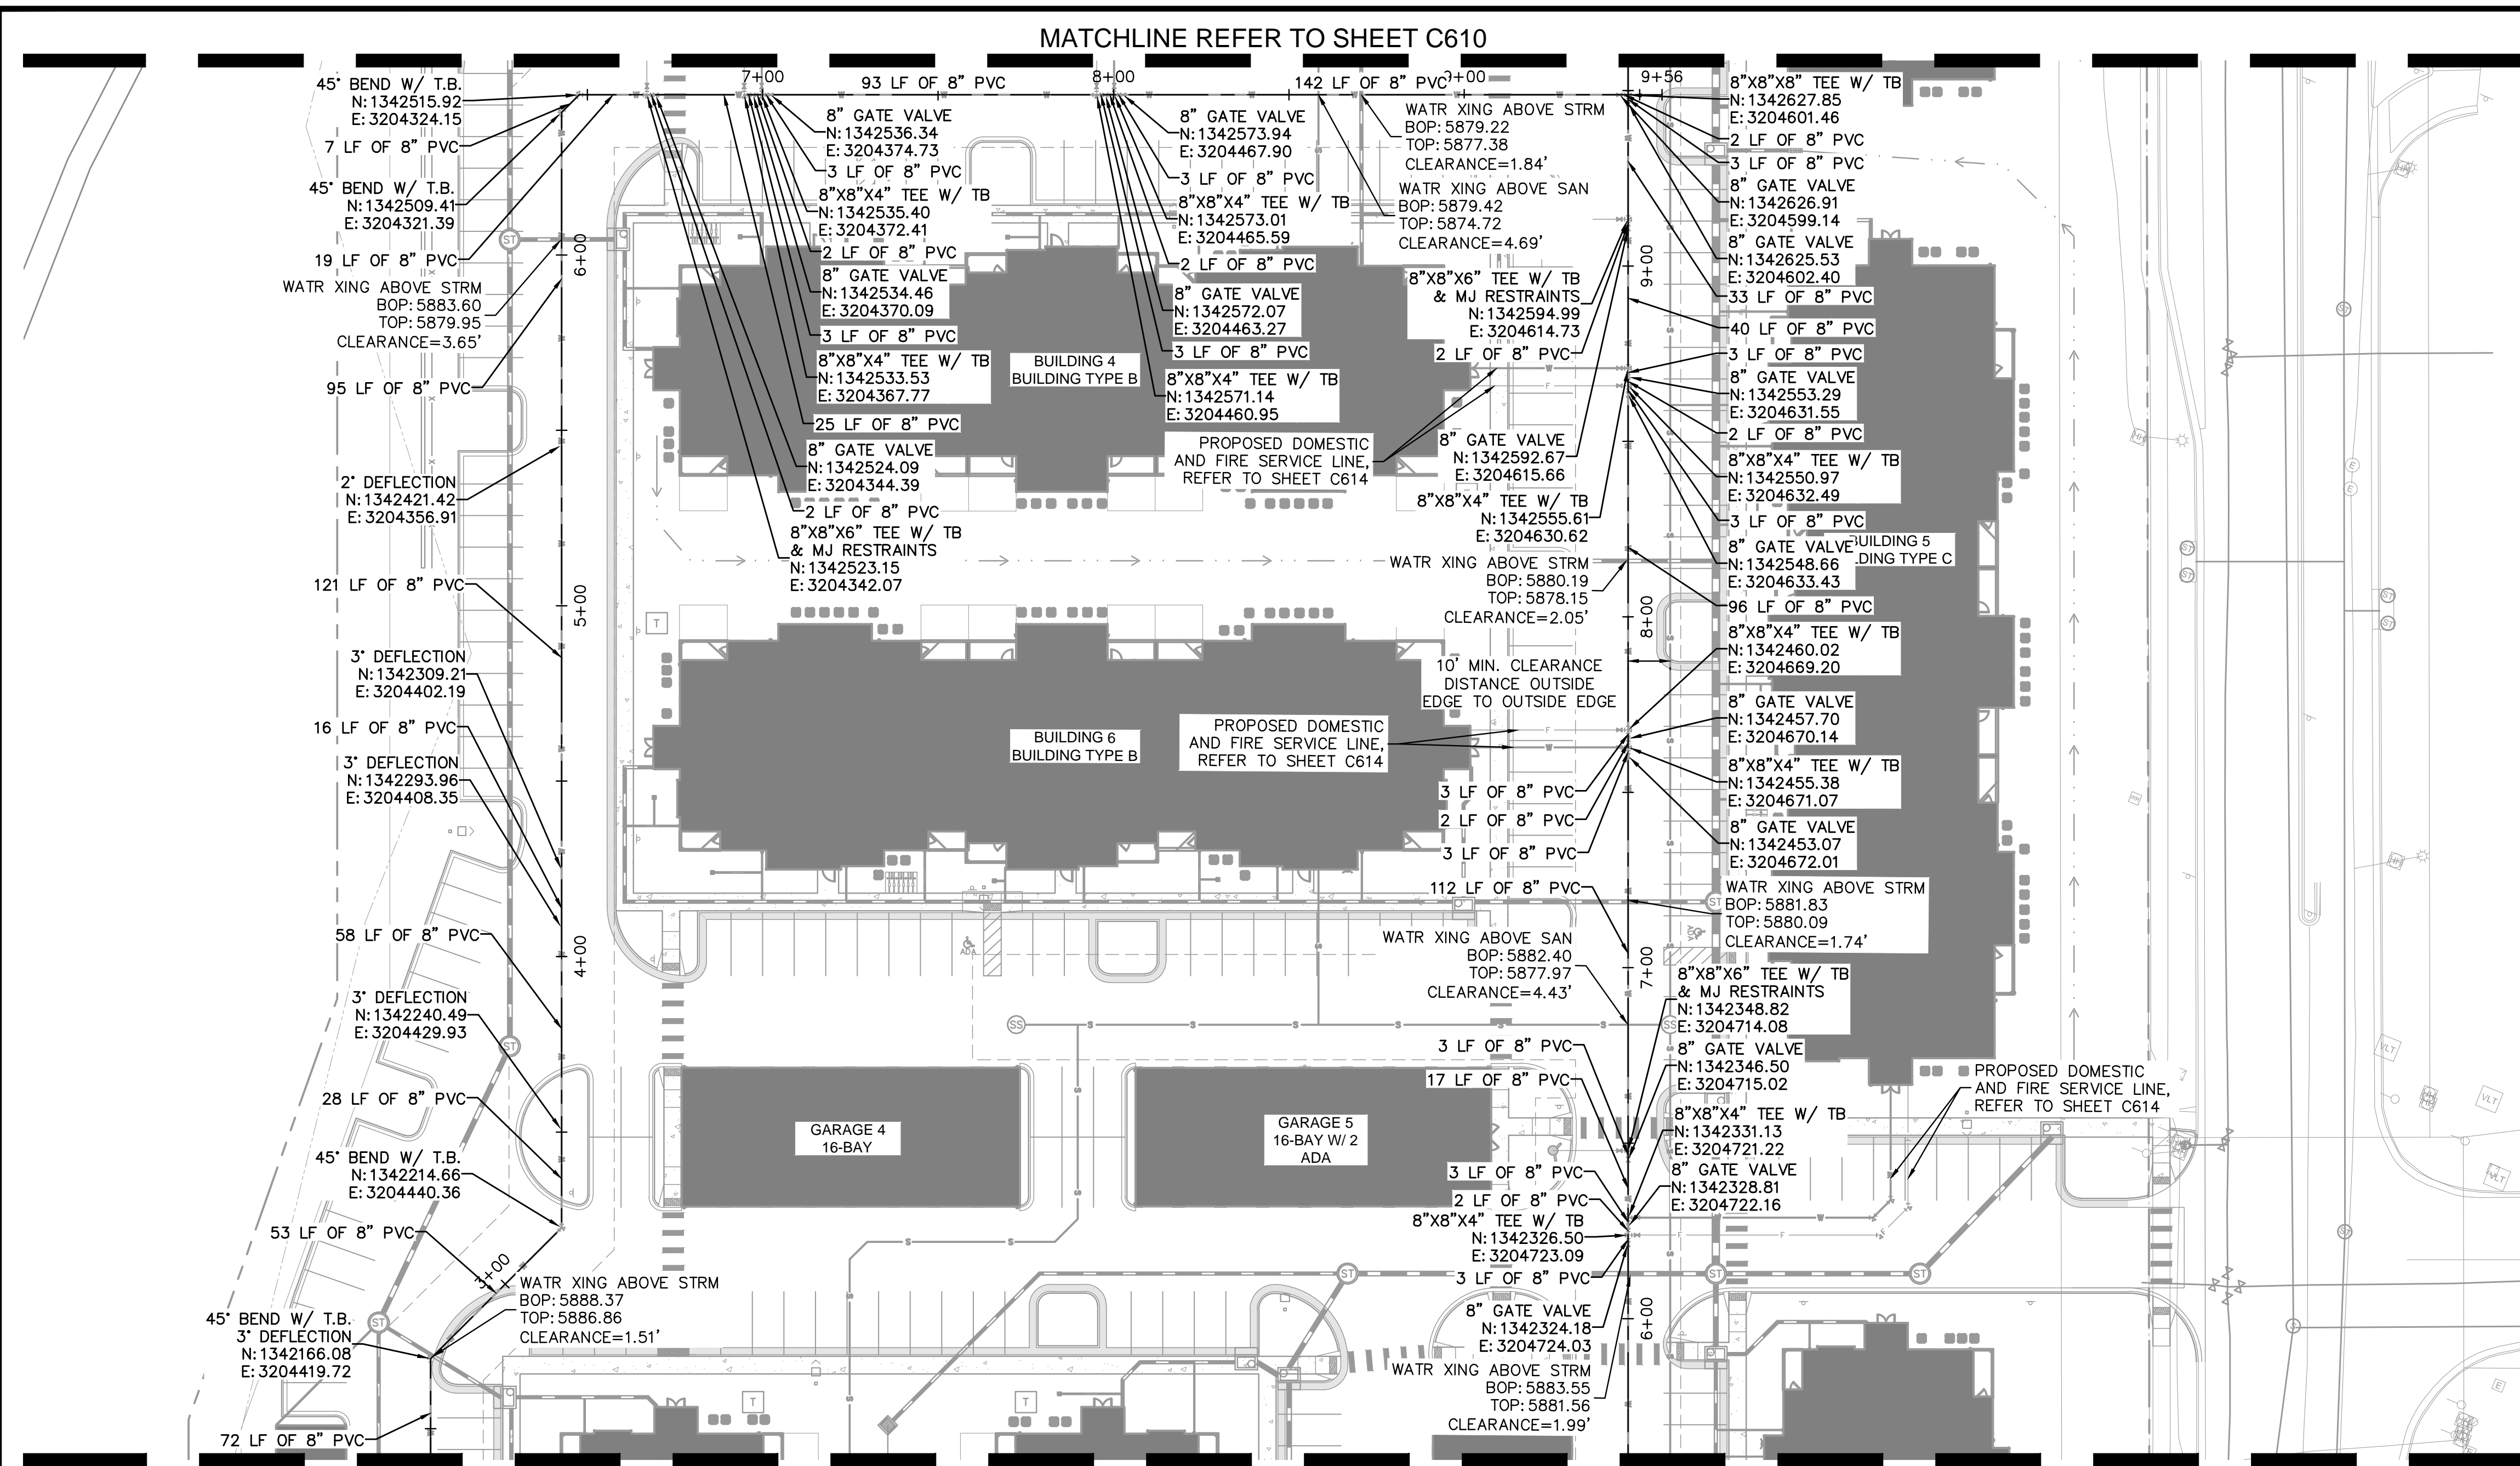 MATCHLINE REFER TO SHEET C610
7+00
93 LF OF 8" PVC
8+00
142 LF OF 8" PVC
9+00
9+56
45° BEND W/ T.B.
N:1342515.92
E:3204324.15
7 LF OF 8" PVC
45° BEND W/ T.B.
N:1342509.41
E:3204321.39
19 LF OF 8" PVC
WATR XING ABOVE STRM
BOP:5883.60
TOP:5879.95
CLEARANCE=3.65'
95 LF OF 8" PVC
2° DEFLECTION
N:1342421.42
E:3204356.91
121 LF OF 8" PVC
3° DEFLECTION
N:1342309.21
E:3204402.19
16 LF OF 8" PVC
3° DEFLECTION
N:1342293.96
E:3204408.35
58 LF OF 8" PVC
3° DEFLECTION
N:1342240.49
E:3204429.93
28 LF OF 8" PVC
45° BEND W/ T.B.
N:1342214.66
E:3204440.36
53 LF OF 8" PVC
45° BEND W/ T.B.
3° DEFLECTION
N:1342166.08
E:3204419.72
72 LF OF 8" PVC
6+00
5+00
4+00
3+00
WATR XING ABOVE STRM
BOP:5888.37
TOP:5886.86
CLEARANCE=1.51'
8" GATE VALVE
N:1342536.34
E:3204374.73
3 LF OF 8" PVC
8"X8"X4" TEE W/ TB
N:1342535.40
E:3204372.41
2 LF OF 8" PVC
8" GATE VALVE
N:1342534.46
E:3204370.09
3 LF OF 8" PVC
8"X8"X4" TEE W/ TB
N:1342533.53
E:3204367.77
25 LF OF 8" PVC
8" GATE VALVE
N:1342524.09
E:3204344.39
2 LF OF 8" PVC
8"X8"X6" TEE W/ TB
& MJ RESTRAINTS
N:1342523.15
E:3204342.07
8" GATE VALVE
N:1342573.94
E:3204467.90
3 LF OF 8" PVC
8"X8"X4" TEE W/ TB
N:1342573.01
E:3204465.59
2 LF OF 8" PVC
8" GATE VALVE
N:1342572.07
E:3204463.27
3 LF OF 8" PVC
8"X8"X4" TEE W/ TB
N:1342571.14
E:3204460.95
BUILDING 4
BUILDING TYPE B
PROPOSED DOMESTIC
AND FIRE SERVICE LINE,
REFER TO SHEET C614
WATR XING ABOVE STRM
BOP:5879.22
TOP:5877.38
CLEARANCE=1.84'
WATR XING ABOVE SAN
BOP:5879.42
TOP:5874.72
CLEARANCE=4.69'
8"X8"X6" TEE W/ TB
& MJ RESTRAINTS
N:1342594.99
E:3204614.73
2 LF OF 8" PVC
8" GATE VALVE
N:1342592.67
E:3204615.66
8"X8"X4" TEE W/ TB
N:1342555.61
E:3204630.62
WATR XING ABOVE STRM
BOP:5880.19
TOP:5878.15
CLEARANCE=2.05'
10' MIN. CLEARANCE
DISTANCE OUTSIDE
EDGE TO OUTSIDE EDGE
BUILDING 6
BUILDING TYPE B
PROPOSED DOMESTIC
AND FIRE SERVICE LINE,
REFER TO SHEET C614
3 LF OF 8" PVC
2 LF OF 8" PVC
3 LF OF 8" PVC
112 LF OF 8" PVC
WATR XING ABOVE SAN
BOP:5882.40
TOP:5877.97
CLEARANCE=4.43'
3 LF OF 8" PVC
17 LF OF 8" PVC
3 LF OF 8" PVC
2 LF OF 8" PVC
8"X8"X4" TEE W/ TB
N:1342326.50
E:3204723.09
3 LF OF 8" PVC
8" GATE VALVE
N:1342324.18
E:3204724.03
WATR XING ABOVE STRM
BOP:5883.55
TOP:5881.56
CLEARANCE=1.99'
9+00
8+00
7+00
6+00
8"X8"X8" TEE W/ TB
N:1342627.85
E:3204601.46
2 LF OF 8" PVC
3 LF OF 8" PVC
8" GATE VALVE
N:1342626.91
E:3204599.14
8" GATE VALVE
N:1342625.53
E:3204602.40
33 LF OF 8" PVC
40 LF OF 8" PVC
3 LF OF 8" PVC
8" GATE VALVE
N:1342553.29
E:3204631.55
2 LF OF 8" PVC
8"X8"X4" TEE W/ TB
N:1342550.97
E:3204632.49
3 LF OF 8" PVC
8" GATE VALVE
N:1342548.66
E:3204633.43
BUILDING 5
LDING TYPE C
96 LF OF 8" PVC
8"X8"X4" TEE W/ TB
N:1342460.02
E:3204669.20
8" GATE VALVE
N:1342457.70
E:3204670.14
8"X8"X4" TEE W/ TB
N:1342455.38
E:3204671.07
8" GATE VALVE
N:1342453.07
E:3204672.01
WATR XING ABOVE STRM
BOP:5881.83
TOP:5880.09
CLEARANCE=1.74'
8"X8"X6" TEE W/ TB
& MJ RESTRAINTS
N:1342348.82
E:3204714.08
8" GATE VALVE
N:1342346.50
E:3204715.02
8"X8"X4" TEE W/ TB
N:1342331.13
E:3204721.22
8" GATE VALVE
N:1342328.81
E:3204722.16
PROPOSED DOMESTIC
AND FIRE SERVICE LINE,
REFER TO SHEET C614
GARAGE 4
16-BAY
GARAGE 5
16-BAY W/ 2
ADA
ADA
ADA
ST
ST
ST
SS
SS
ST
ST
ST
ST
T
T
T
VLT
VLT